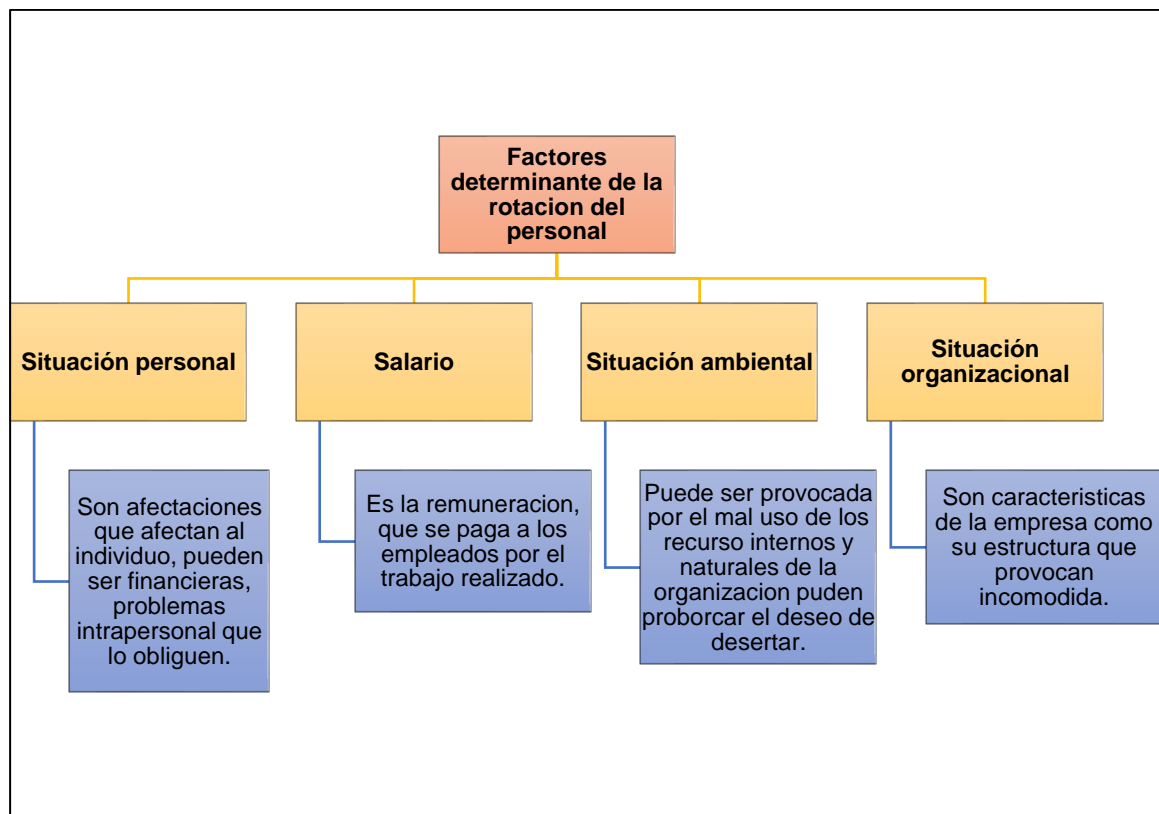 Factores
determinante de la
rotacion del
personal
Situación personal
Salario
Situación ambiental
Situación
organizacional
Son afectaciones
que afectan al
individuo, pueden
ser financieras,
problemas
intrapersonal que
lo obliguen.
Es la remuneracion,
que se paga a los
empleados por el
trabajo realizado.
Puede ser provocada
por el mal uso de los
recurso internos y
naturales de la
organizacion puden
proborcar el deseo de
desertar.
Son caracteristicas
de la empresa como
su estructura que
provocan
incomodida.